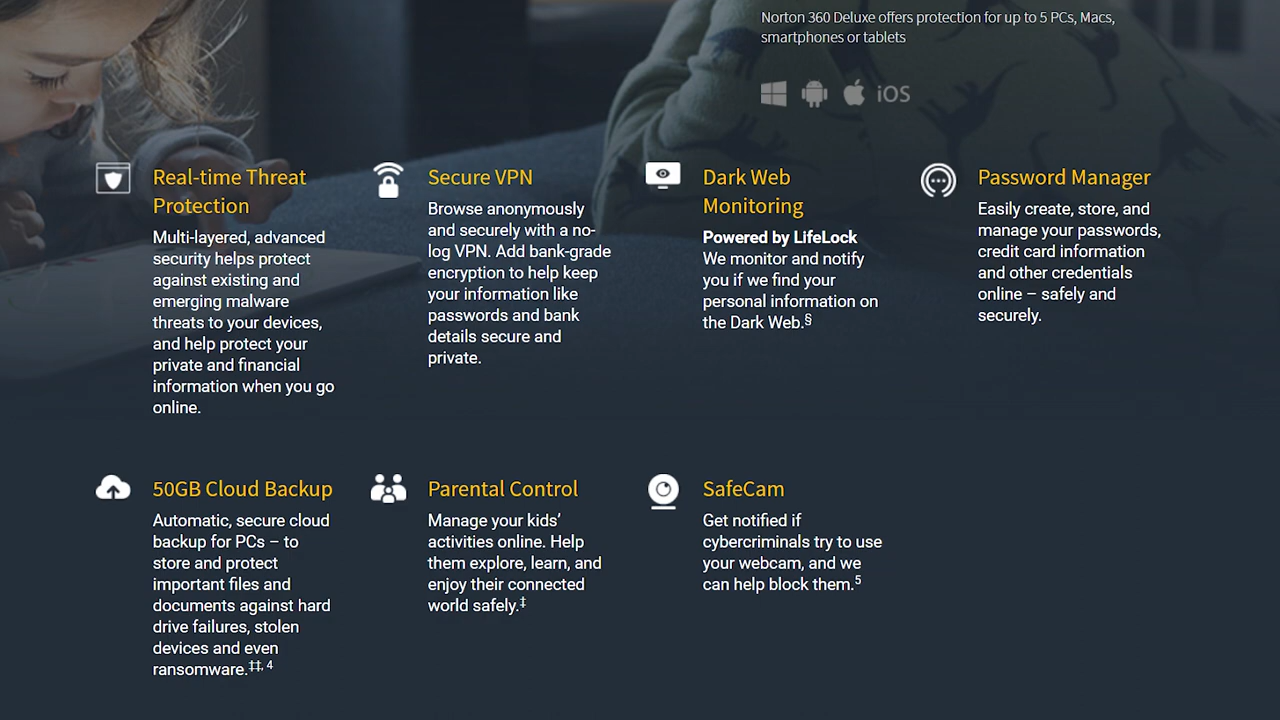 Norton 360 Deluxe offers protection for up to 5 PCs, Macs,
smartphones or tablets
iOS
Real-time Threat
Protection
Multi-layered, advanced
security helps protect
against existing and
emerging malware
threats to your devices,
and help protect your
private and financial
information when you go
online.
Secure VPN
Browse anonymously
and securely with a no-
log VPN. Add bank-grade
encryption to help keep
your information like
passwords and bank
details secure and
private.
Dark Web
Monitoring
Powered by LifeLock
We monitor and notify
you if we find your
personal information on
the Dark Web.§
Password Manager
Easily create, store, and
manage your passwords,
credit card information
and other credentials
online – safely and
securely.
50GB Cloud Backup
Automatic, secure cloud
backup for PCs – to
store and protect
important files and
documents against hard
drive failures, stolen
devices and even
ransomware.‡‡, 4
Parental Control
Manage your kids’
activities online. Help
them explore, learn, and
enjoy their connected
world safely.‡
SafeCam
Get notified if
cybercriminals try to use
your webcam, and we
can help block them.5